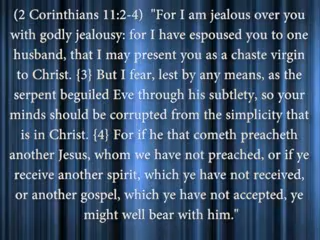 (2 Corinthians 11:2-4) "For I am jealous over you
with godly jealousy: for I have espoused you to one
husband, that I may present you as a chaste virgin
to Christ. {3} But I fear, lest by any means, as the
serpent beguiled Eve through his subtlety, so your
minds should be corrupted from the simplicity that
is in Christ. {4} For if he that cometh preacheth
another Jesus, whom we have not preached, or if ye
receive another spirit, which ye have not received,
or another gospel, which ye have not accepted, ye
might well bear with him."